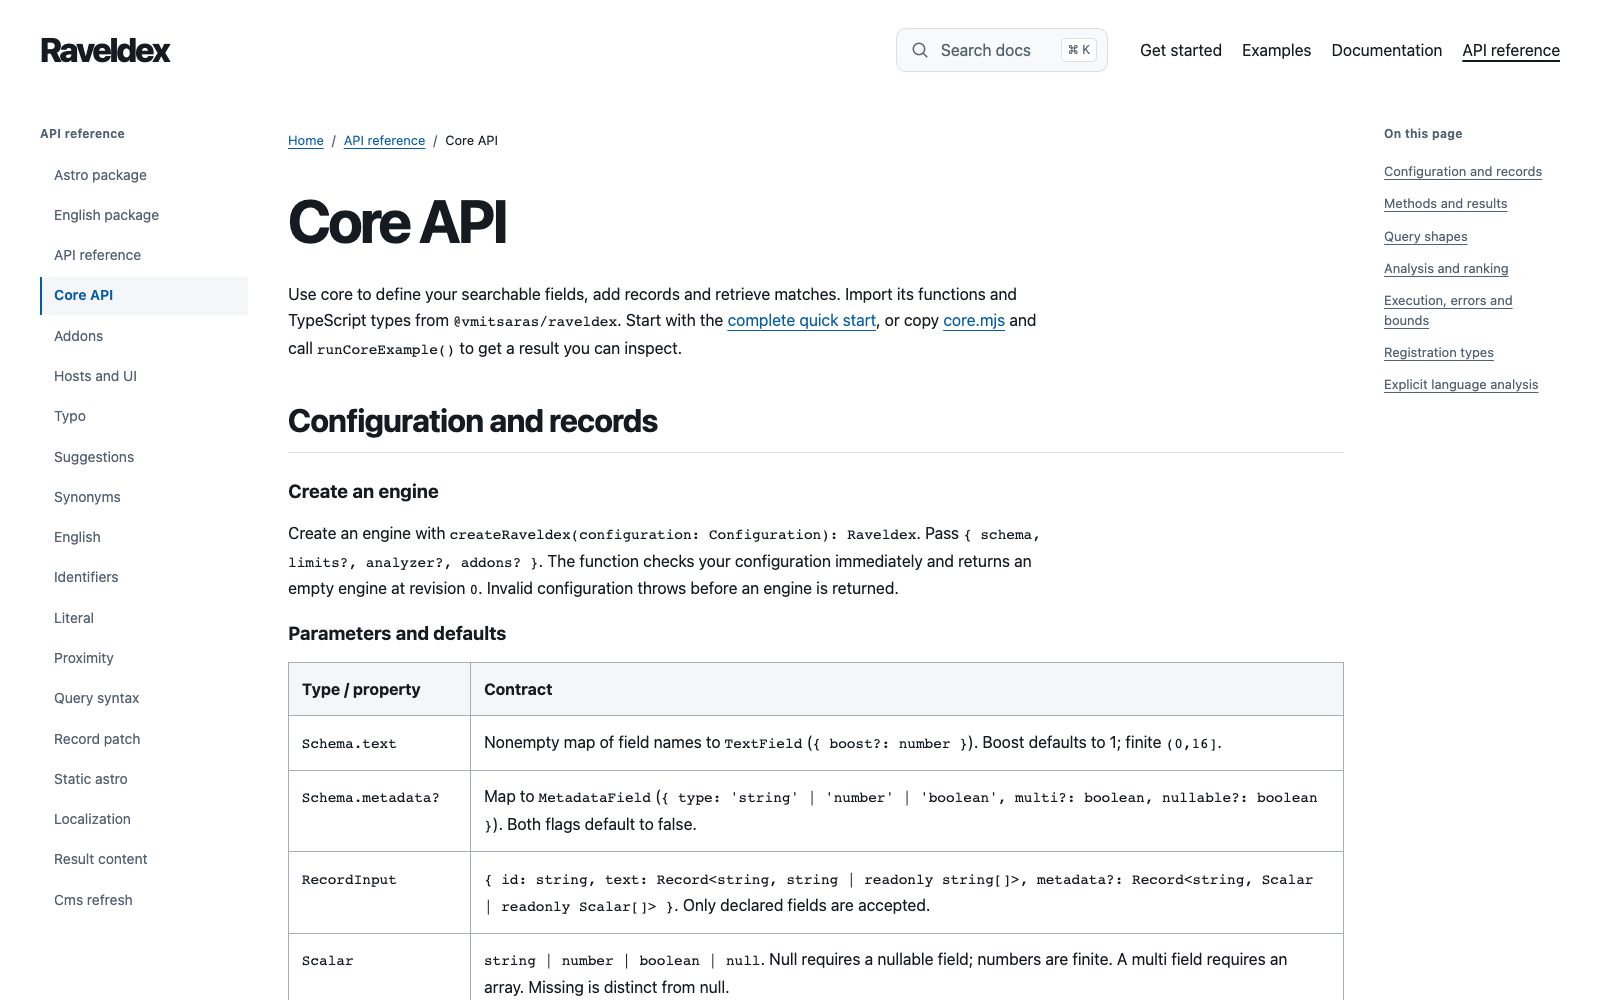 Raveldex
Search docs
⌘ K
Get started
Examples
Documentation
API reference
API reference
Astro package
English package
API reference
Core API
Addons
Hosts and UI
Typo
Suggestions
Synonyms
English
Identifiers
Literal
Proximity
Query syntax
Record patch
Static astro
Localization
Result content
Cms refresh
Home / API reference / Core API
Core API
Use core to define your searchable fields, add records and retrieve matches. Import its functions and
TypeScript types from @vmitsaras/raveldex. Start with the complete quick start, or copy core.mjs and
call runCoreExample() to get a result you can inspect.
Configuration and records
Create an engine
Create an engine with createRaveldex(configuration: Configuration): Raveldex. Pass { schema,
limits?, analyzer?, addons? }. The function checks your configuration immediately and returns an
empty engine at revision 0. Invalid configuration throws before an engine is returned.
Parameters and defaults
Type / property
Contract
Schema.text
Nonempty map of field names to TextField ({ boost?: number }). Boost defaults to 1; finite (0,16].
Schema.metadata?
Map to MetadataField ({ type: 'string' | 'number' | 'boolean', multi?: boolean, nullable?: boolean
}). Both flags default to false.
RecordInput
{ id: string, text: Record<string, string | readonly string[]>, metadata?: Record<string, Scalar
| readonly Scalar[]> }. Only declared fields are accepted.
Scalar
string | number | boolean | null. Null requires a nullable field; numbers are finite. A multi field requires an
array. Missing is distinct from null.
On this page
Configuration and records
Methods and results
Query shapes
Analysis and ranking
Execution, errors and
bounds
Registration types
Explicit language analysis